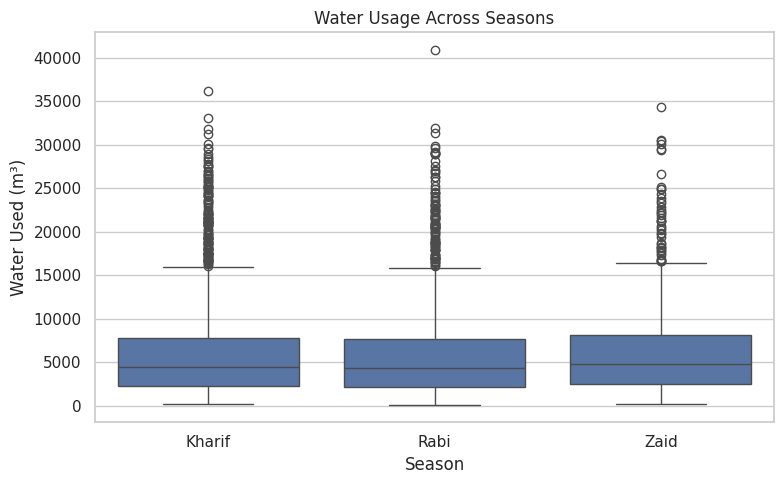 Water Usage Across Seasons
Water Used (m³)
40000
35000
30000
25000
20000
15000
10000
5000
0
Kharif Rabi Zaid
Season